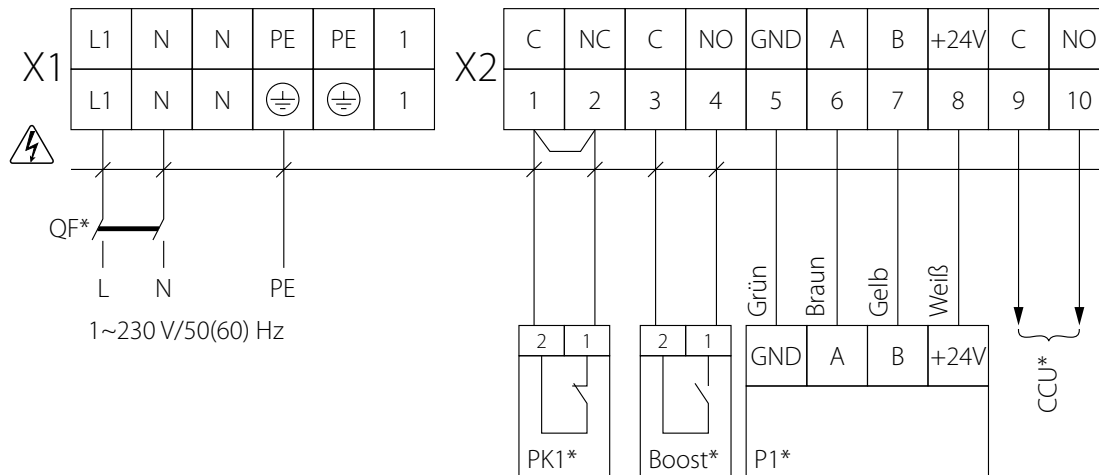 X1
L1 N N PE PE 1
L1 N N 1
X2
C NC C NO GND A B +24V C NO
1 2 3 4 5 6 7 8 9 10
QF*
L N PE
1~230 V/50(60) Hz
Grün
Braun
Gelb
Weiß
2 1
PK1*
2 1
Boost*
GND A B +24V
P1*
CCU*